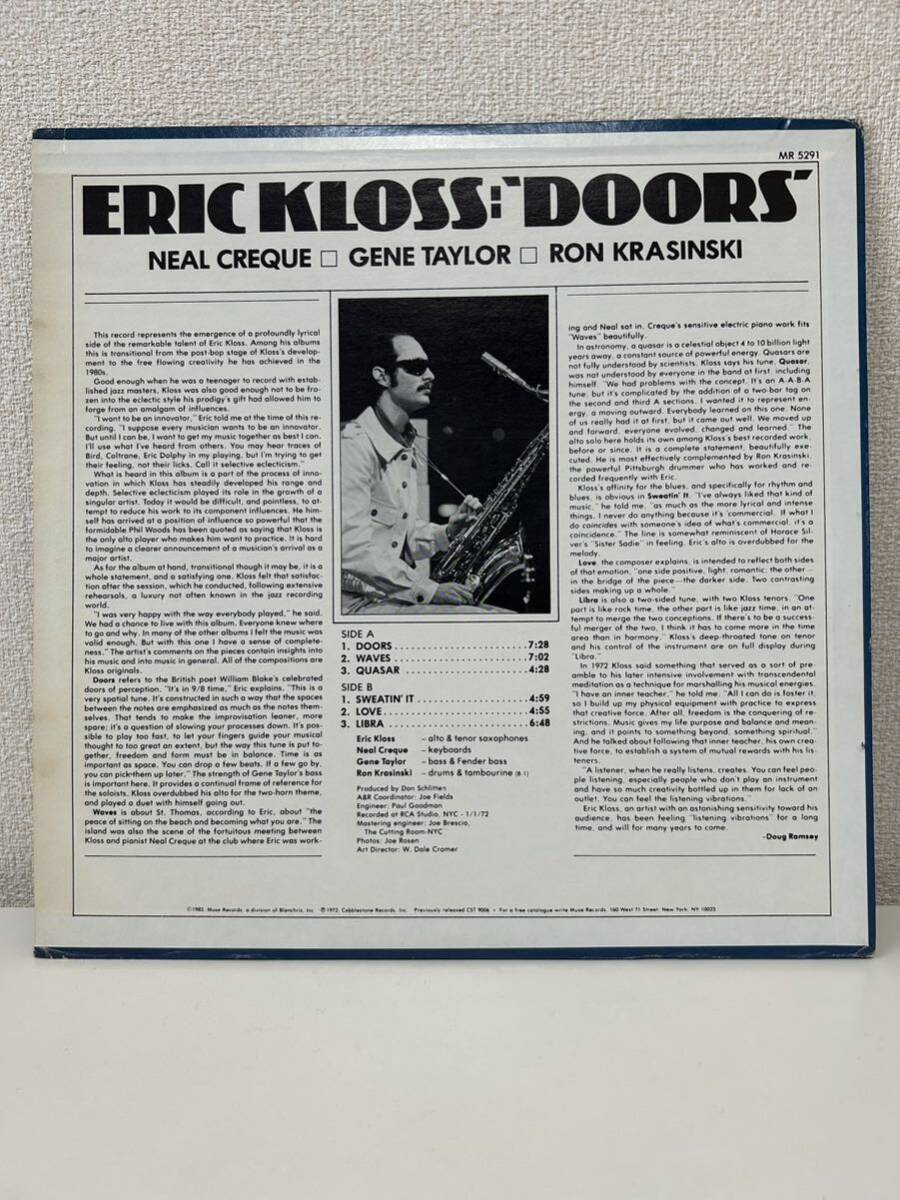 MR 5291
ERIC KLOSS: "DOORS"
NEAL CREQUE □ GENE TAYLOR □ RON KRASINSKI
This record represents the emergence of a profoundly lyrical
side of the remarkable talent of Eric Kloss. Among his albums
this is transitional from the post-bop stage of Kloss's develop-
ment to the free flowing creativity he has achieved in the
1980s.
Good enough when he was a teenager to record with estab-
lished jazz masters, Kloss was also good enough not to be fro-
zen into the eclectic style his prodigy's gift had allowed him to
forge from an amalgam of influences.
"I want to be an innovator," Eric told me at the time of this re-
cording. "I suppose every musician wants to be an innovator.
But until I can be, I want to get my music together as best I can.
I'll use what I've heard from others. You may hear traces of
Bird, Coltrane, Eric Dolphy in my playing, but I'm trying to get
their feeling, not their licks. Call it selective eclecticism."
What is heard in this album is a part of the process of inno-
vation in which Kloss has steadily developed his range and
depth. Selective eclecticism played its role in the growth of a
singular artist. Today it would be difficult, and pointless, to at-
tempt to reduce his work to its component influences. He him-
self has arrived at a position of influence so powerful that the
formidable Phil Woods has been quoted as saying that Kloss is
the only alto player who makes him want to practice. It is hard
to imagine a clearer announcement of a musician's arrival as a
major artist.
As for the album at hand, transitional though it may be, it is a
whole statement, and a satisfying one. Kloss felt that satisfac-
tion after the session, which he conducted, following extensive
rehearsals, a luxury not often known in the jazz recording
world.
"I was very happy with the way everybody played," he said.
We had a chance to live with this album. Everyone knew where
to go and why. In many of the other albums I felt the music was
valid enough. But with this one I have a sense of complete-
ness." The artist's comments on the pieces contain insights into
his music and into music in general. All of the compositions are
Kloss originals.
Doors refers to the British poet William Blake's celebrated
doors of perception. "It's in 9/8 time," Eric explains. "This is a
very spatial tune. It's constructed in such a way that the spaces
between the notes are emphasized as much as the notes them-
selves. That tends to make the improvisation leaner, more
spare; it's a question of slowing your processes down. It's pos-
sible to play too fast, to let your fingers guide your musical
thought to too great an extent, but the way this tune is put to-
gether, freedom and form must be in balance. Time is as
important as space. You can drop a few beats. If a few go by,
you can pick them up later." The strength of Gene Taylor's bass
is important here. It provides a continual frame of reference for
the soloists. Kloss overdubbed his alto for the two-horn theme,
and played a duet with himself going out.
Waves is about St. Thomas, according to Eric, about "the
peace of sitting on the beach and becoming what you are." The
island was also the scene of the fortuitous meeting between
Kloss and pianist Neal Creque at the club where Eric was work-
SIDE A
1. DOORS 7:28
2. WAVES 7:02
3. QUASAR 4:28
SIDE B
1. SWEATIN' IT 4:59
2. LOVE 4:55
3. LIBRA 6:48
Eric Kloss – alto & tenor saxophones
Neal Creque – keyboards
Gene Taylor – bass & Fender bass
Ron Krasinski – drums & tambourine (B 1)
Produced by Don Schlitten
A&R Coordinator: Joe Fields
Engineer: Paul Goodman
Recorded at RCA Studio, NYC - 1/1/72
Mastering engineer: Joe Brescio,
The Cutting Room-NYC
Photos: Joe Rosen
Art Director: W. Dale Cramer
ing and Neal sat in. Creque's sensitive electric piano work fits
"Waves" beautifully.
In astronomy, a quasar is a celestial object 4 to 10 billion light
years away, a constant source of powerful energy. Quasars are
not fully understood by scientists. Kloss says his tune, Quasar,
was not understood by everyone in the band at first, including
himself. "We had problems with the concept. It's an A-A-B-A
tune, but it's complicated by the addition of a two-bar tag on
the second and third A sections. I wanted it to represent en-
ergy, a moving outward. Everybody learned on this one. None
of us really had it at first, but it came out well. We moved up
and forward, everyone evolved, changed and learned." The
alto solo here holds its own among Kloss's best recorded work,
before or since. It is a complete statement, beautifully exe-
cuted. He is most effectively complemented by Ron Krasinski,
the powerful Pittsburgh drummer who has worked and re-
corded frequently with Eric.
Kloss's affinity for the blues, and specifically for rhythm and
blues, is obvious in Sweatin' It. "I've always liked that kind of
music," he told me, "as much as the more lyrical and intense
things. I never do anything because it's 'commercial. If what I
do coincides with someone's idea of what's commercial, it's a
coincidence." The line is somewhat reminiscent of Horace Sil-
ver's "Sister Sadie" in feeling. Eric's alto is overdubbed for the
melody.
Love, the composer explains, is intended to reflect both sides
of that emotion, "one side positive, light, romantic; the other—
in the bridge of the piece—the darker side. Two contrasting
sides making up a whole."
Libra is also a two-sided tune, with two Kloss tenors. "One
part is like rock time, the other part is like jazz time, in an at-
tempt to merge the two conceptions. If there's to be a success-
ful merger of the two, I think it has to come more in the time
area than in harmony." Kloss's deep-throated tone on tenor
and his control of the instrument are on full display during
"Libra."
In 1972 Kloss said something that served as a sort of pre-
amble to his later intensive involvement with transcendental
meditation as a technique for marshalling his musical energies.
"I have an inner teacher," he told me. "All I can do is foster it,
so I build up my physical equipment with practice to express
that creative force. After all, freedom is the conquering of re-
strictions. Music gives my life purpose and balance and mean-
ing, and it points to something beyond, something spiritual."
And he talked about following that inner teacher, his own crea-
tive force, to establish a system of mutual rewards with his lis-
teners.
"A listener, when he really listens, creates. You can feel peo-
ple listening, especially people who don't play an instrument
and have so much creativity bottled up in them for lack of an
outlet. You can feel the listening vibrations."
Eric Kloss, an artist with an astonishing sensitivity toward his
audience, has been feeling "listening vibrations" for a long
time, and will for many years to come.
–Doug Ramsey
©1983, Muse Records, a division of Blanchris, Inc. ℗1972, Cobblestone Records, Inc. Previously released CST 9006 • For a free catalogue write Muse Records, 160 West 71 Street, New York, NY 10023